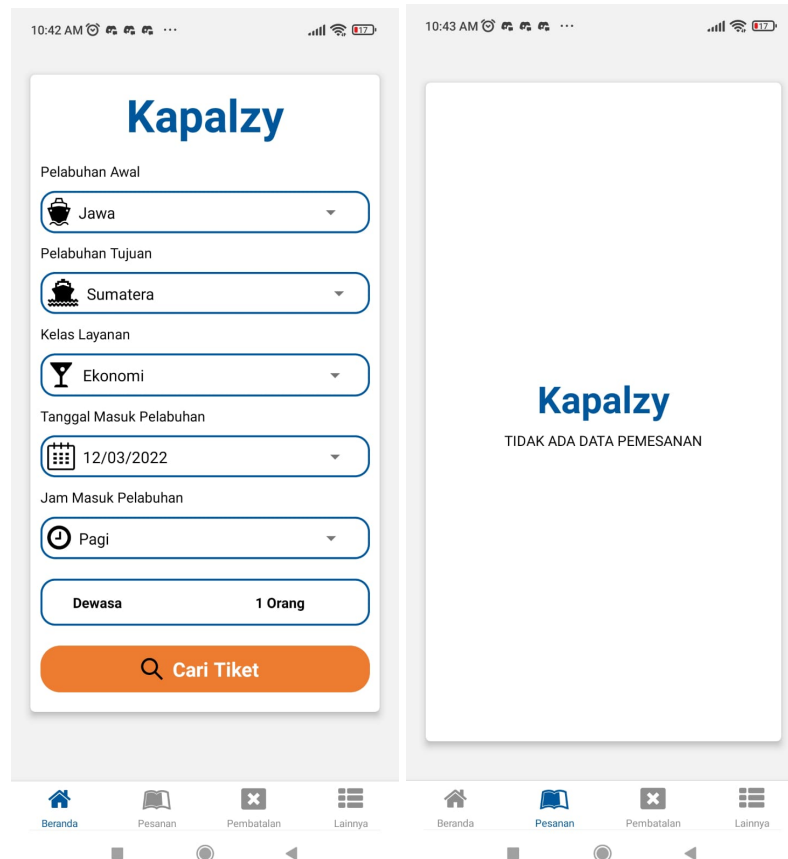 10:42 AM
17
Kapalzy
Pelabuhan Awal
Jawa
Pelabuhan Tujuan
Sumatera
Kelas Layanan
Ekonomi
Tanggal Masuk Pelabuhan
12/03/2022
Jam Masuk Pelabuhan
Pagi
Dewasa 1 Orang
Cari Tiket
Beranda Pesanan Pembatalan Lainnya
10:43 AM
17
Kapalzy
TIDAK ADA DATA PEMESANAN
Beranda Pesanan Pembatalan Lainnya